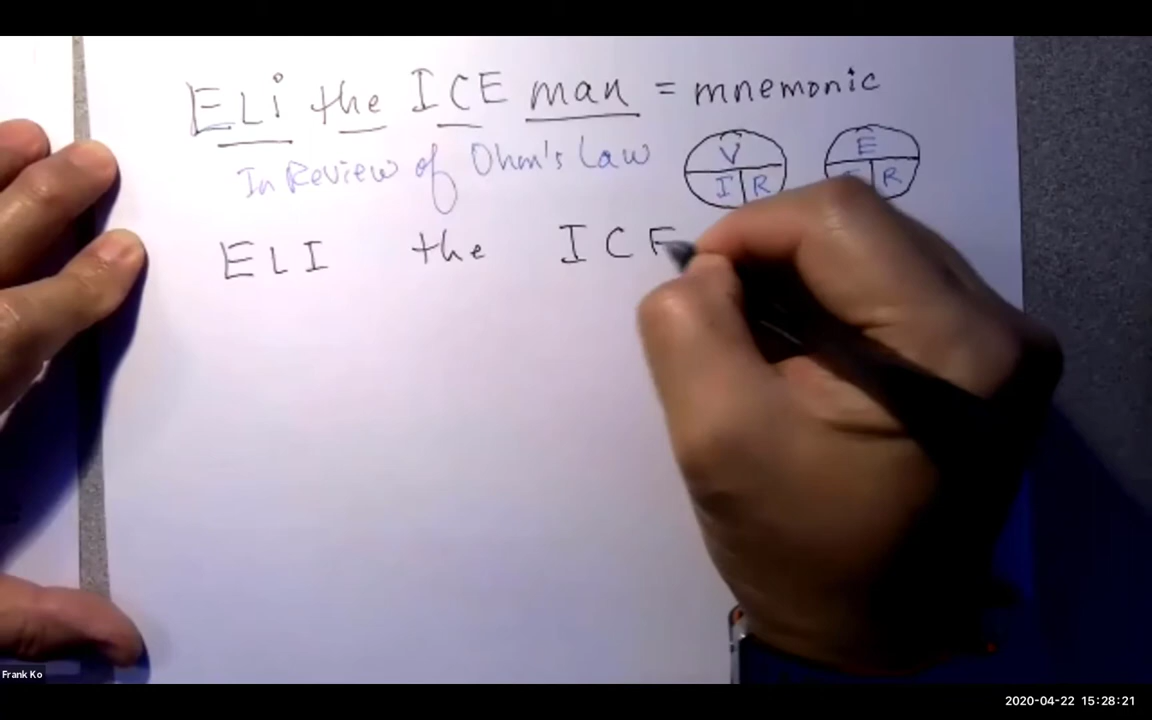 ELi the ICE man = mnemonic
In Review of Ohm's Law V I R E R
ELI the ICE
Frank Ko
2020-04-22 15:28:21